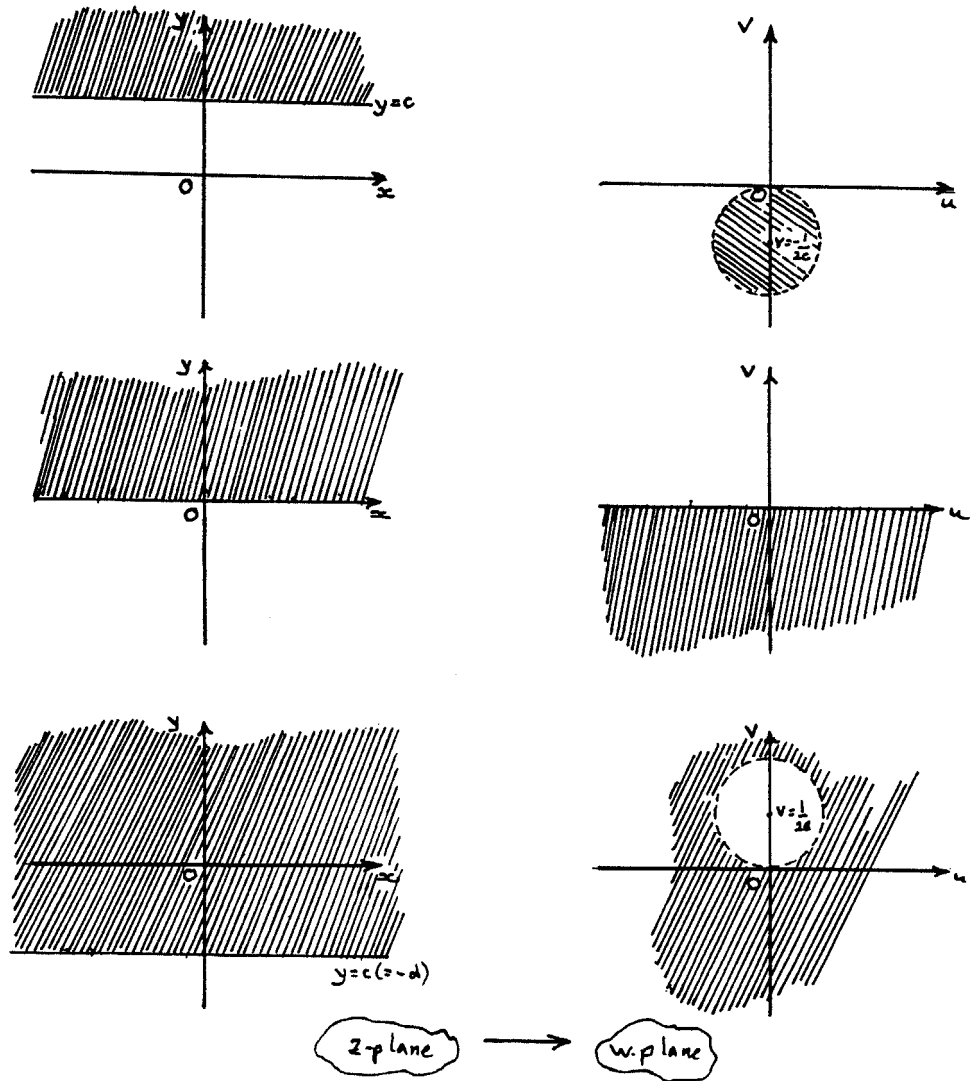 y
y=c
O
x
v
O
u
v=-1/2c
y
O
x
v
O
u
y
O
x
y=c(=-d)
v
v=1/2d
O
u
z-plane → w-plane